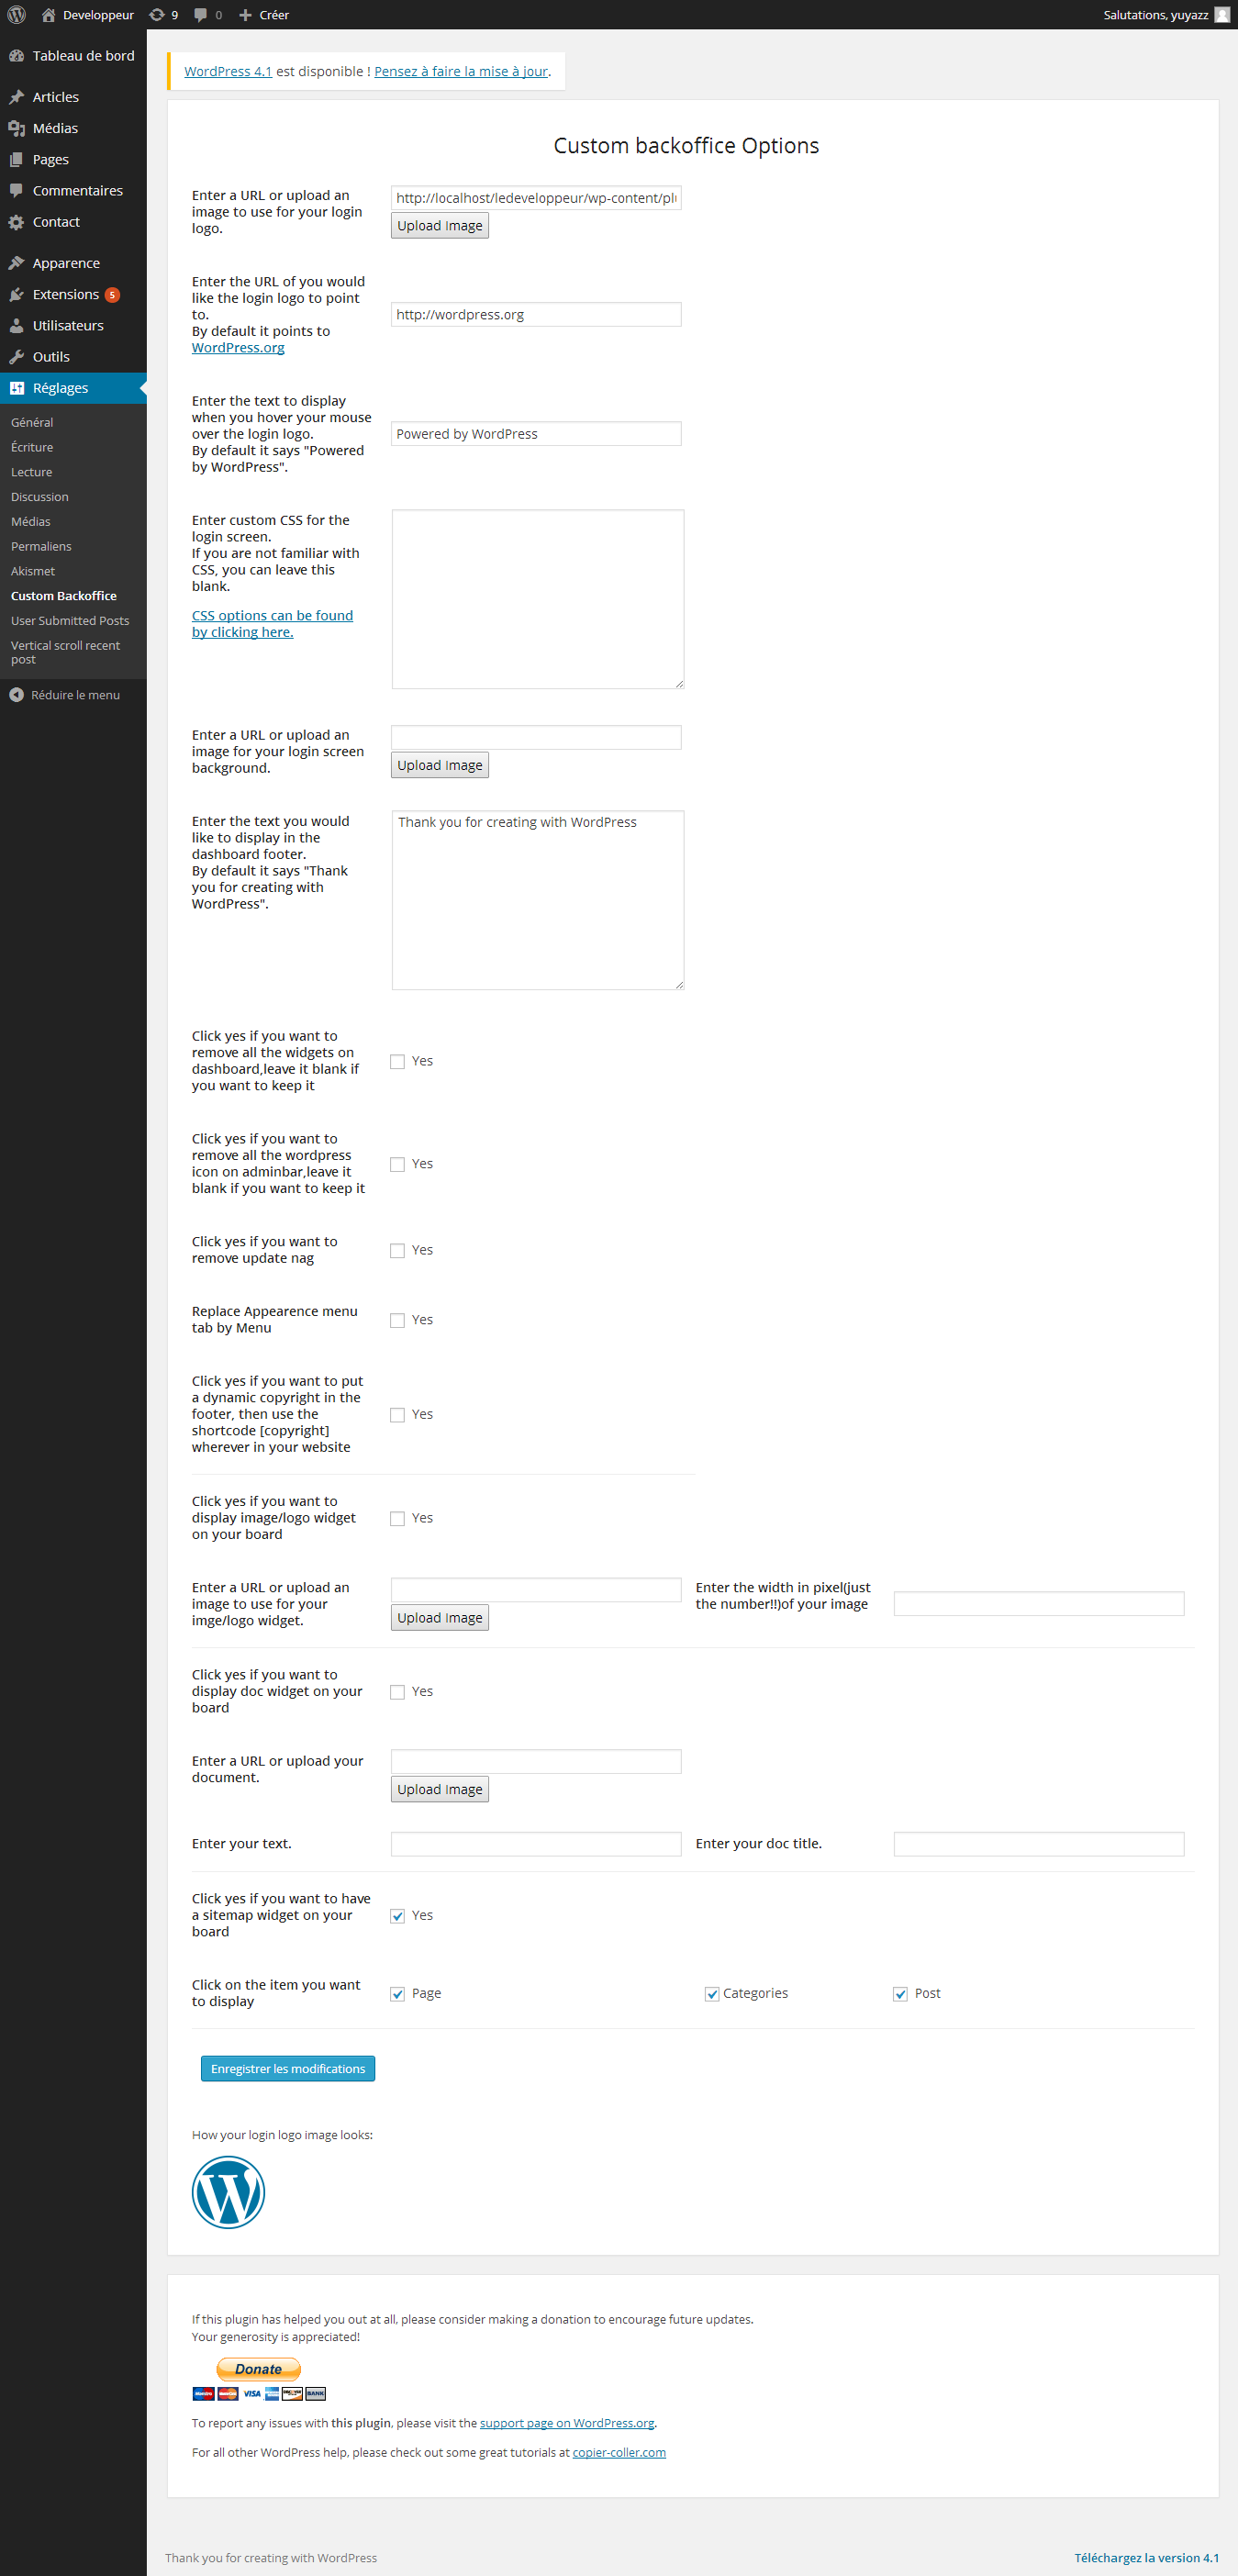 Developpeur 9 0 Créer Salutations, yuyazz
Tableau de bord
Articles
Médias
Pages
Commentaires
Contact
Apparence
Extensions 5
Utilisateurs
Outils
Réglages
Général
Écriture
Lecture
Discussion
Médias
Permaliens
Akismet
Custom Backoffice
User Submitted Posts
Vertical scroll recent
post
Réduire le menu
WordPress 4.1 est disponible ! Pensez à faire la mise à jour.
Custom backoffice Options
Enter a URL or upload an
image to use for your login
logo.
http://localhost/ledeveloppeur/wp-content/pl
Upload Image
Enter the URL of you would
like the login logo to point
to.
By default it points to
WordPress.org
http://wordpress.org
Enter the text to display
when you hover your mouse
over the login logo.
By default it says "Powered
by WordPress".
Powered by WordPress
Enter custom CSS for the
login screen.
If you are not familiar with
CSS, you can leave this
blank.
CSS options can be found
by clicking here.
Enter a URL or upload an
image for your login screen
background.
Upload Image
Enter the text you would
like to display in the
dashboard footer.
By default it says "Thank
you for creating with
WordPress".
Thank you for creating with WordPress
Click yes if you want to
remove all the widgets on
dashboard,leave it blank if
you want to keep it
Yes
Click yes if you want to
remove all the wordpress
icon on adminbar,leave it
blank if you want to keep it
Yes
Click yes if you want to
remove update nag
Yes
Replace Appearence menu
tab by Menu
Yes
Click yes if you want to put
a dynamic copyright in the
footer, then use the
shortcode [copyright]
wherever in your website
Yes
Click yes if you want to
display image/logo widget
on your board
Yes
Enter a URL or upload an
image to use for your
imge/logo widget.
Upload Image
Enter the width in pixel(just
the number!!)of your image
Click yes if you want to
display doc widget on your
board
Yes
Enter a URL or upload your
document.
Upload Image
Enter your text.
Enter your doc title.
Click yes if you want to have
a sitemap widget on your
board
Yes
Click on the item you want
to display
Page Categories Post
Enregistrer les modifications
How your login logo image looks:
If this plugin has helped you out at all, please consider making a donation to encourage future updates.
Your generosity is appreciated!
Donate
VISA BANK
To report any issues with this plugin, please visit the support page on WordPress.org.
For all other WordPress help, please check out some great tutorials at copier-coller.com
Thank you for creating with WordPress Téléchargez la version 4.1